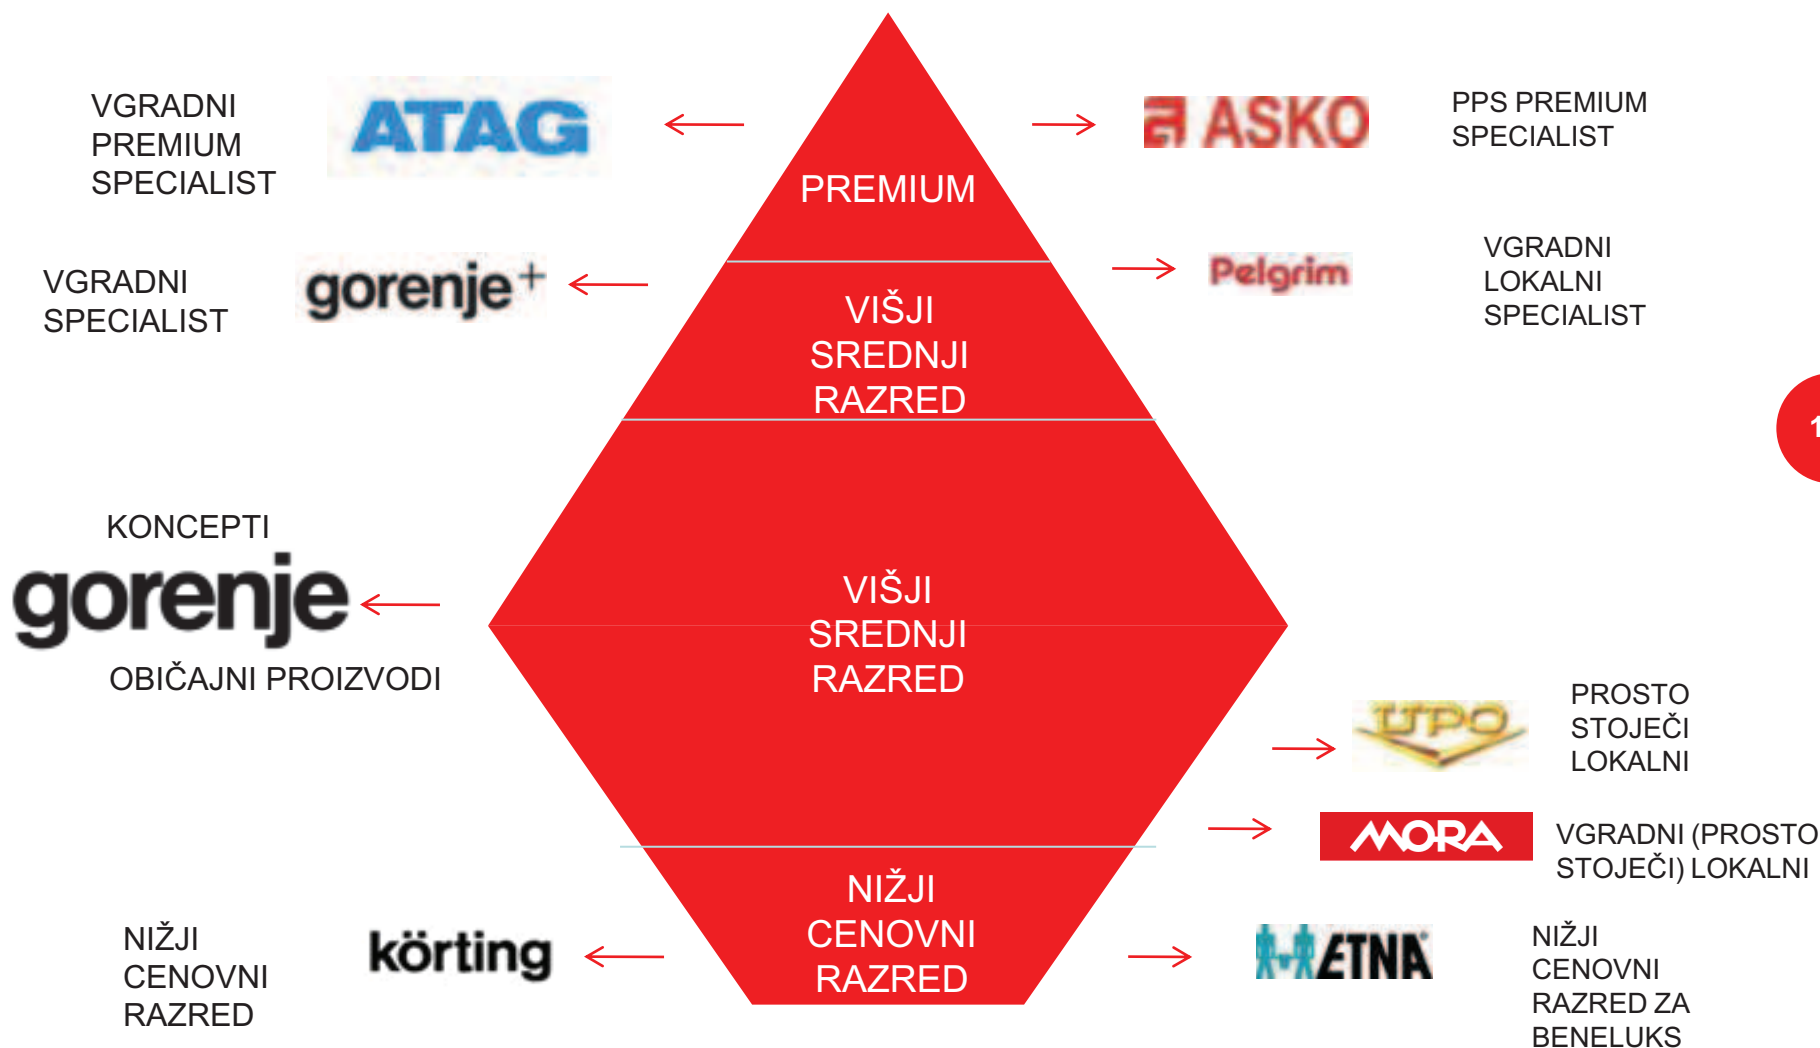 VGRADNI
PREMIUM
SPECIALIST
ATAG
ASKO
PPS PREMIUM
SPECIALIST
PREMIUM
VGRADNI
SPECIALIST
gorenje+
Pelgrim
VGRADNI
LOKALNI
SPECIALIST
VIŠJI
SREDNJI
RAZRED
1
KONCEPTI
gorenje
OBIČAJNI PROIZVODI
VIŠJI
SREDNJI
RAZRED
UPO
PROSTO
STOJEČI
LOKALNI
MORA
VGRADNI (PROSTO
STOJEČI) LOKALNI
NIŽJI
CENOVNI
RAZRED
körting
NIŽJI
CENOVNI
RAZRED
ETNA
NIŽJI
CENOVNI
RAZRED ZA
BENELUKS